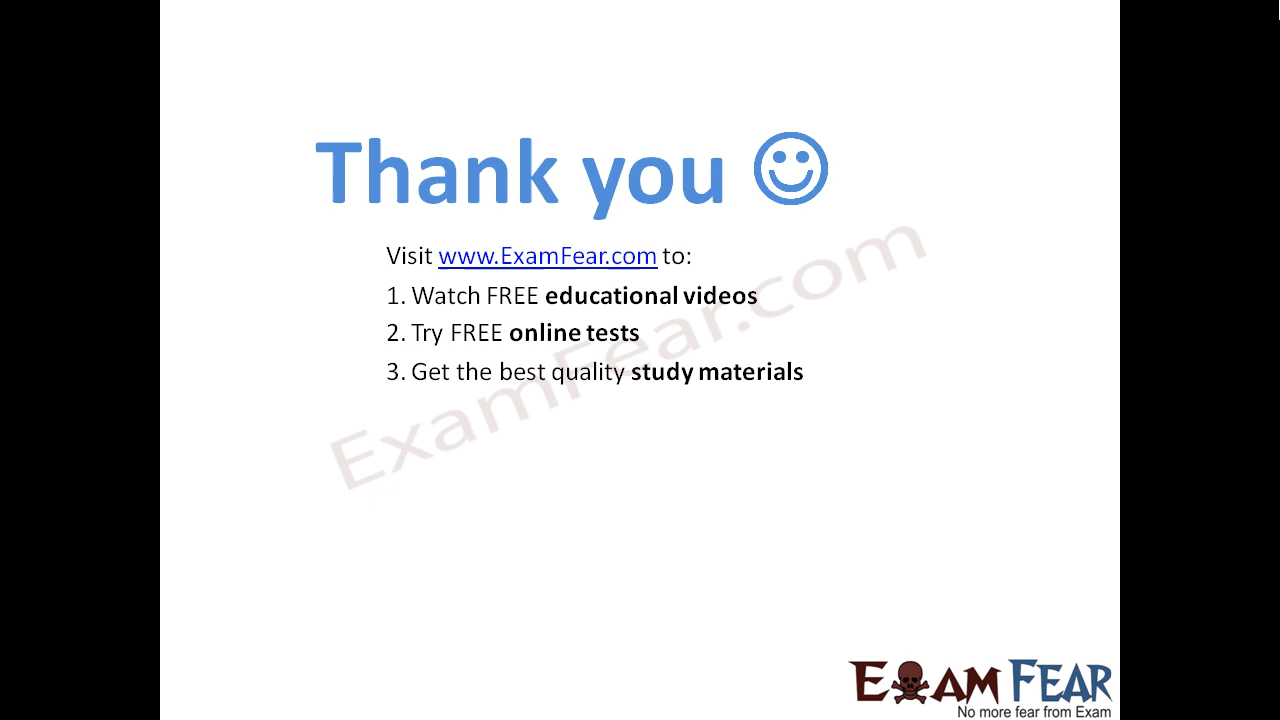 Thank you
Visit www.ExamFear.com to:
1. Watch FREE educational videos
2. Try FREE online tests
3. Get the best quality study materials
ExamFear.com
EXAM FEAR
No more fear from Exam